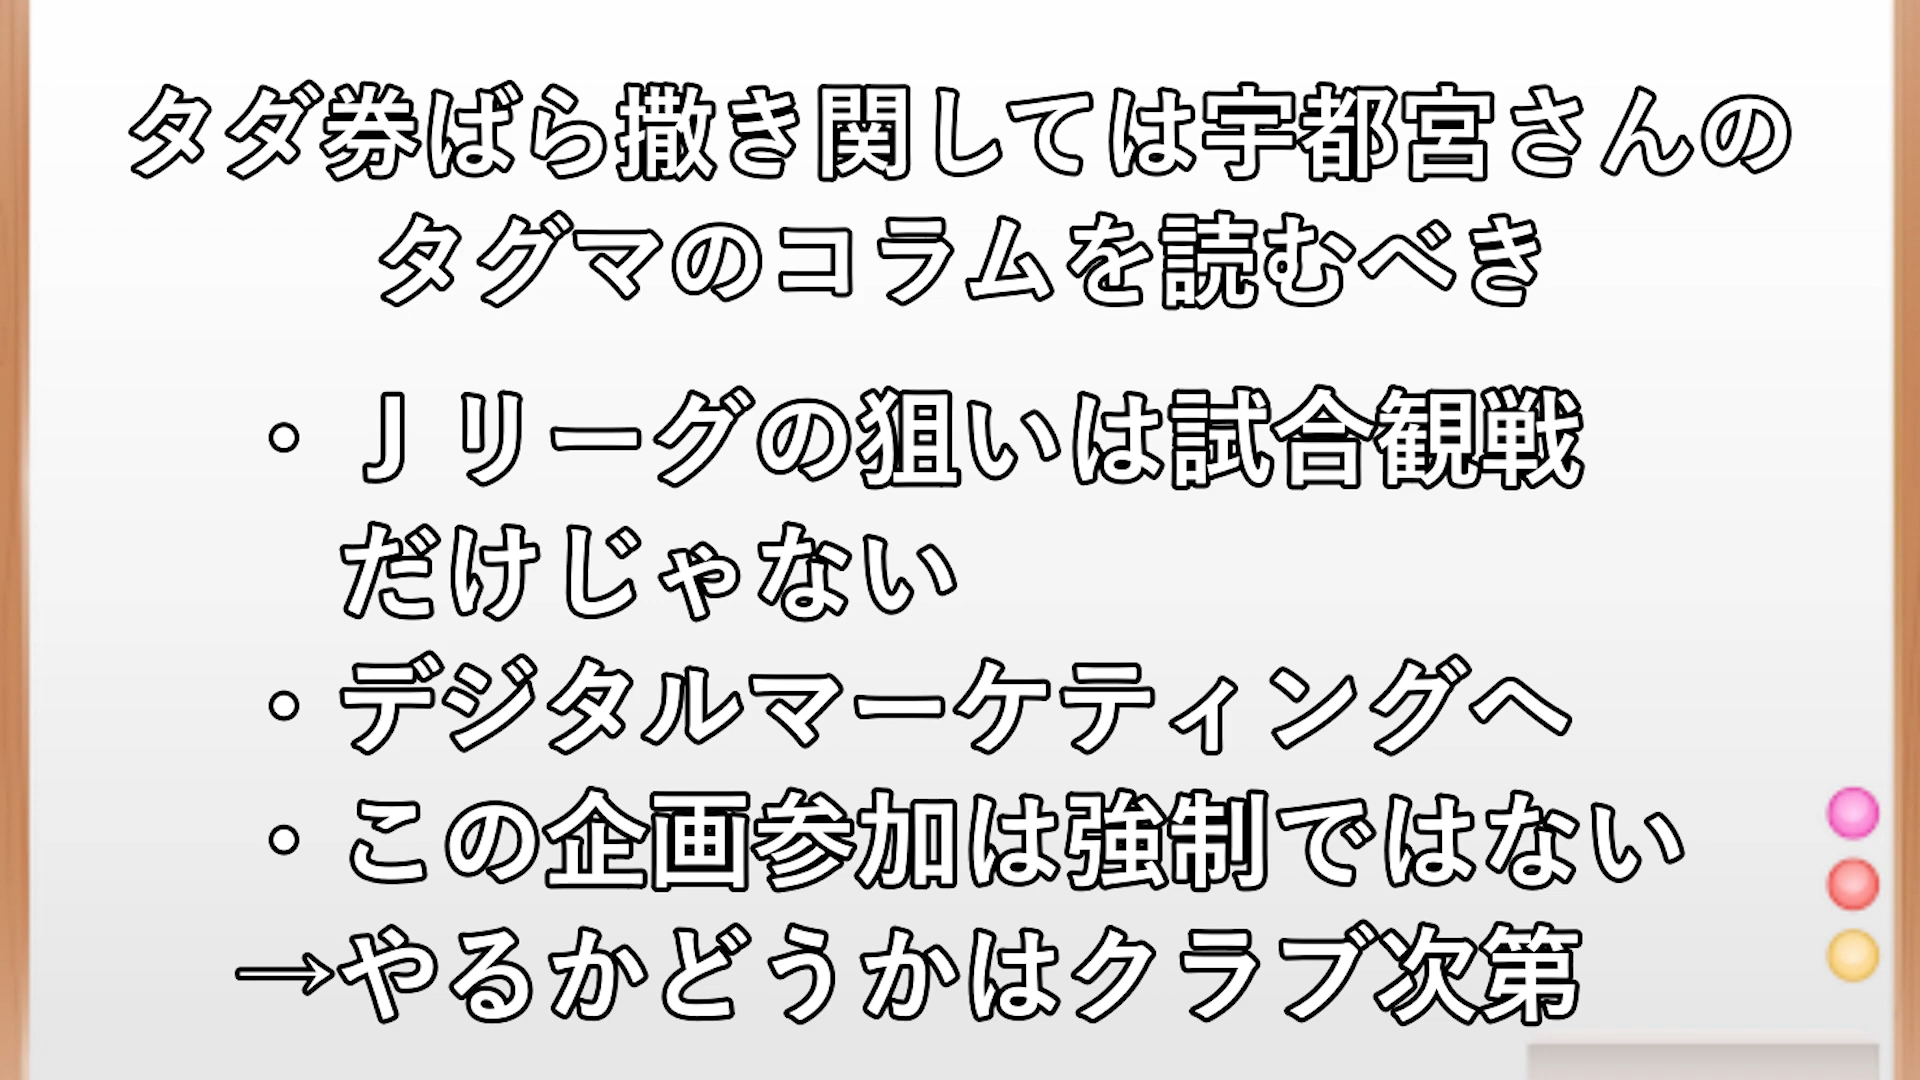 タダ券ばら撒き関しては宇都宮さんの
タグマのコラムを読むべき
・Ｊリーグの狙いは試合観戦
だけじゃない
・デジタルマーケティングへ
・この企画参加は強制ではない
→やるかどうかはクラブ次第